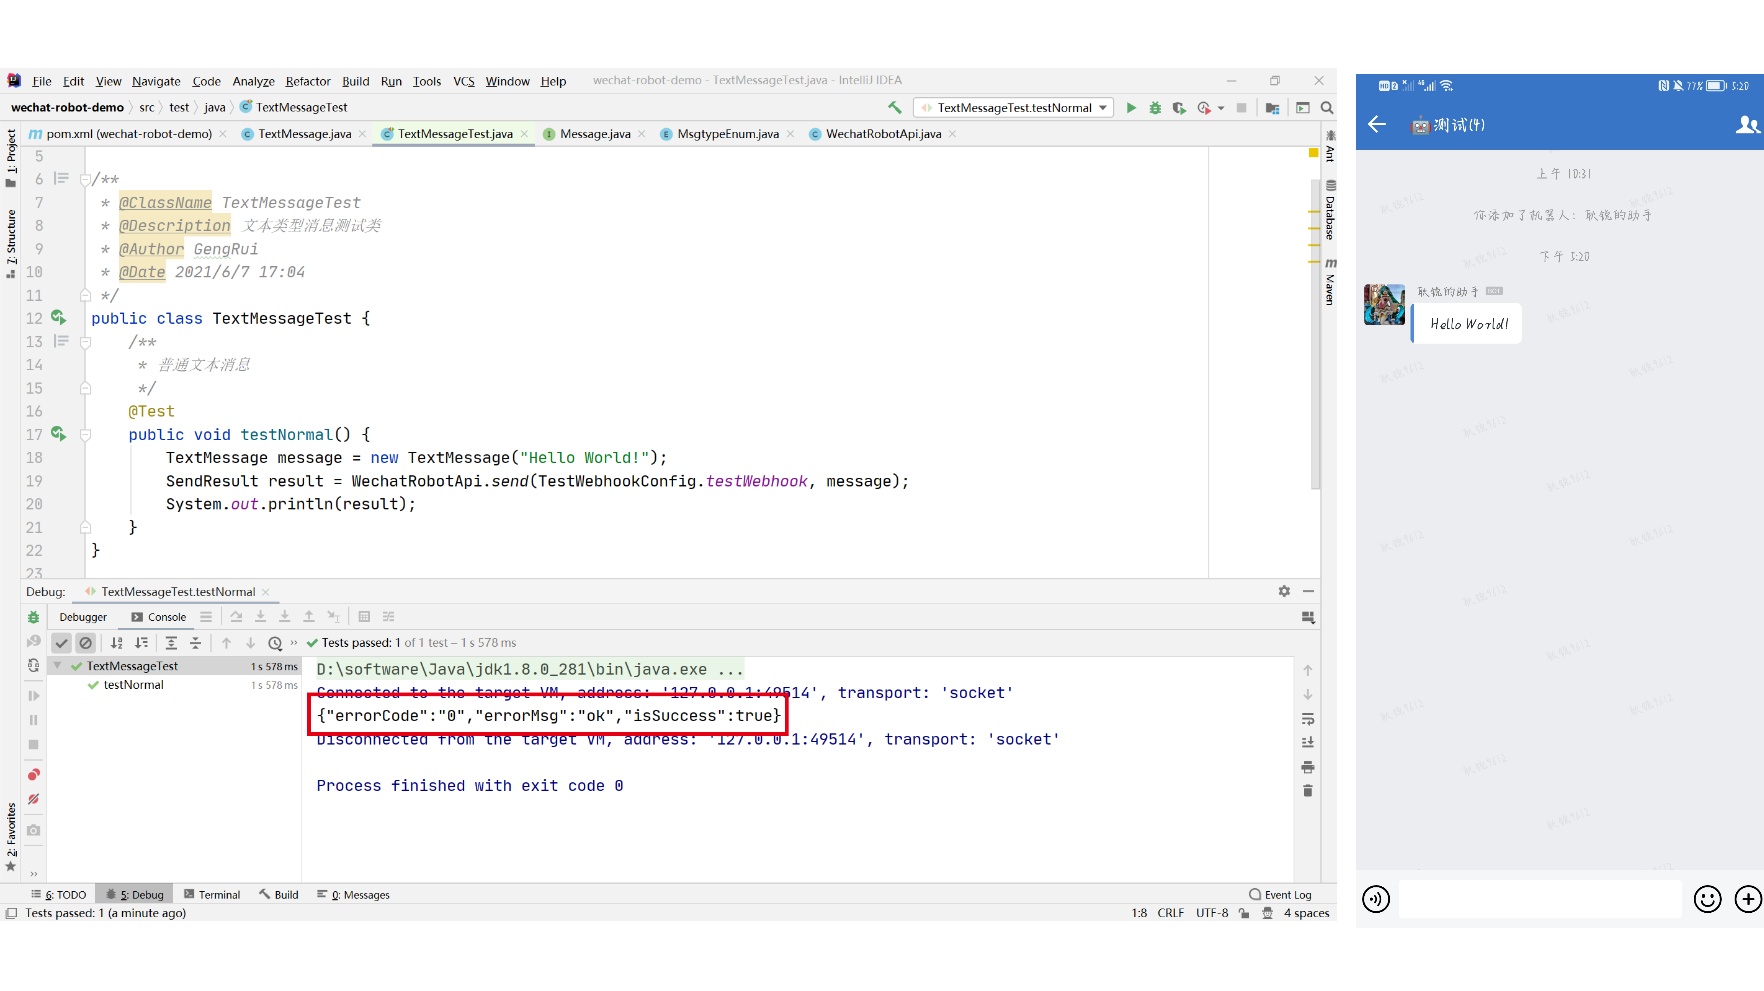 File Edit View Navigate Code Analyze Refactor Build Run Tools VCS Window Help wechat-robot-demo - TextMessageTest.java - IntelliJ IDEA
wechat-robot-demo src test java TextMessageTest TextMessageTest.testNormal
pom.xml (wechat-robot-demo) TextMessage.java TextMessageTest.java Message.java MsgtypeEnum.java WechatRobotApi.java
1: Project
7: Structure
2: Favorites
5
6 /**
7 * @ClassName TextMessageTest
8 * @Description 文本类型消息测试类
9 * @Author GengRui
10 * @Date 2021/6/7 17:04
11 */
12 public class TextMessageTest {
13 /**
14 * 普通文本消息
15 */
16 @Test
17 public void testNormal() {
18 TextMessage message = new TextMessage("Hello World!");
19 SendResult result = WechatRobotApi.send(TestWebhookConfig.testWebhook, message);
20 System.out.println(result);
21 }
22 }
23
Ant
Database
Maven
Debug: TextMessageTest.testNormal
Debugger Console
Tests passed: 1 of 1 test – 1 s 578 ms
TextMessageTest 1 s 578 ms
testNormal 1 s 578 ms
D:\software\Java\jdk1.8.0_281\bin\java.exe ...
Connected to the target VM, address: '127.0.0.1:49514', transport: 'socket'
{"errorCode":"0","errorMsg":"ok","isSuccess":true}
Disconnected from the target VM, address: '127.0.0.1:49514', transport: 'socket'
Process finished with exit code 0
6: TODO 5: Debug Terminal Build 0: Messages Event Log
Tests passed: 1 (a minute ago) 1:8 CRLF UTF-8 4 spaces
77% 5:20
测试(4)
上午 10:31
你添加了机器人：耿锐的助手
下午 5:20
耿锐的助手 BOT
Hello World!